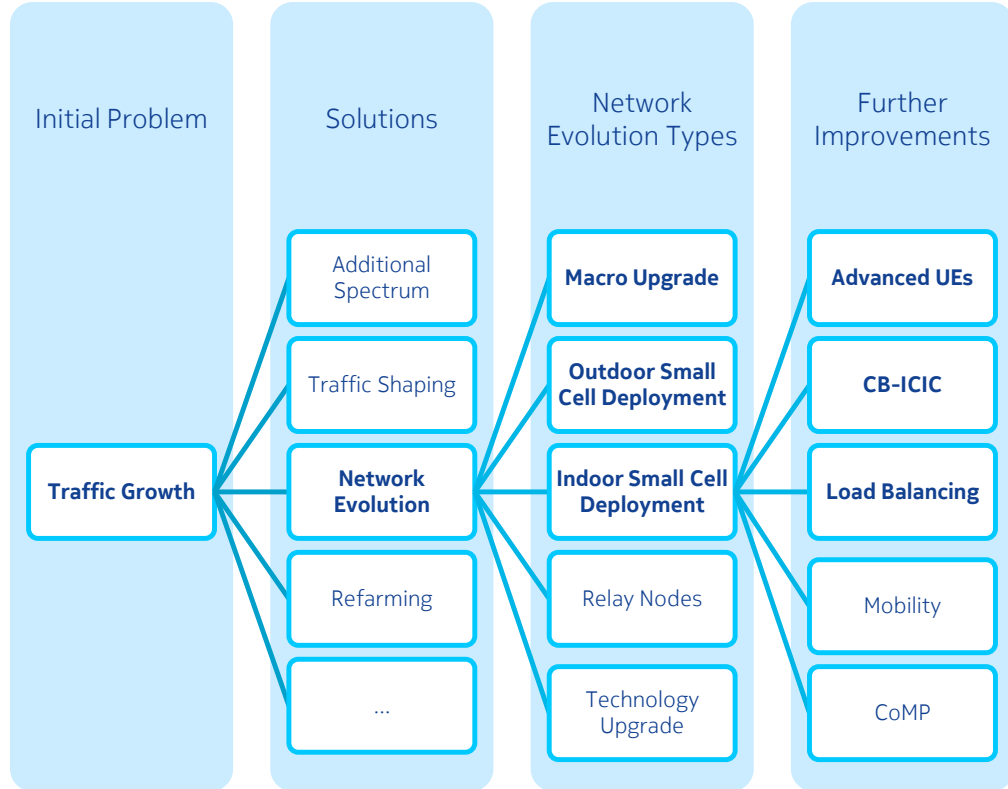 Initial Problem
Solutions
Network
Evolution Types
Further
Improvements
Traffic Growth
Additional
Spectrum
Traffic Shaping
Network
Evolution
Refarming
...
Macro Upgrade
Outdoor Small
Cell Deployment
Indoor Small Cell
Deployment
Relay Nodes
Technology
Upgrade
Advanced UEs
CB-ICIC
Load Balancing
Mobility
CoMP